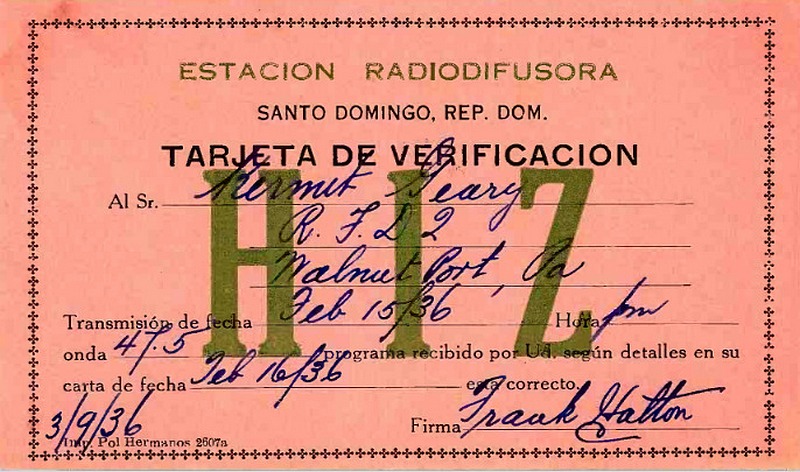 ESTACION RADIODIFUSORA
SANTO DOMINGO, REP. DOM.
TARJETA DE VERIFICACION
HIZ
Al Sr. Kermit Geary
R. F. D 2
Walnut Port, Pa
Transmisión de fecha Feb 15/36 Hora pm
onda 47.5 programa recibido por Ud. según detalles en su
carta de fecha Feb 16/36 esta correcto.
3/9/36 Firma Frank Hatton
Imp. Pol Hermanos 2607a